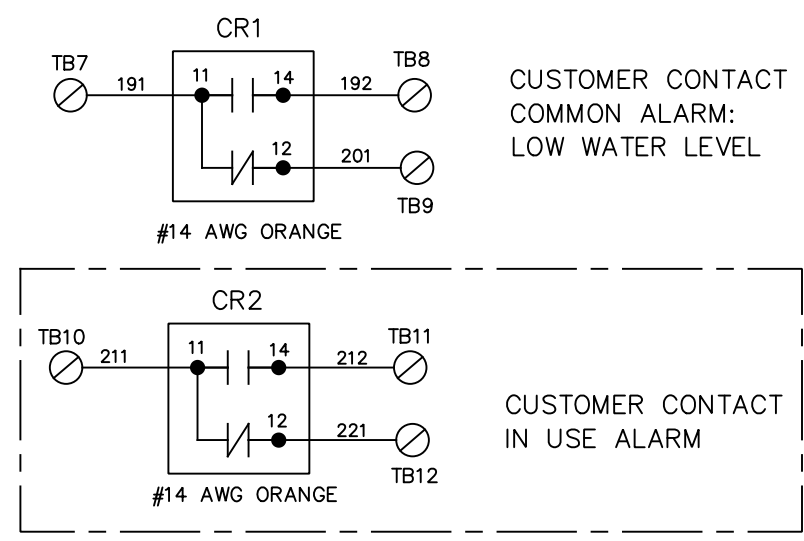 CR1
TB7
191
11
14
192
TB8
CUSTOMER CONTACT
COMMON ALARM:
LOW WATER LEVEL
12
201
TB9
#14 AWG ORANGE
CR2
TB10
211
11
14
212
TB11
CUSTOMER CONTACT
IN USE ALARM
12
221
TB12
#14 AWG ORANGE